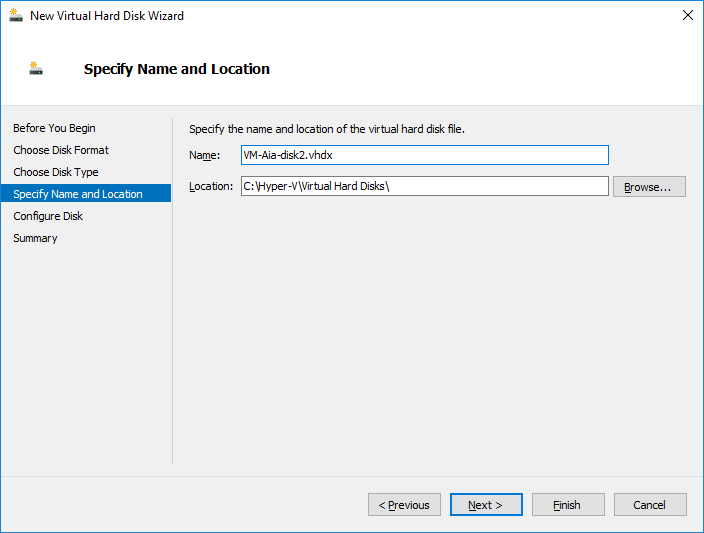 New Virtual Hard Disk Wizard
Specify Name and Location
Before You Begin
Choose Disk Format
Choose Disk Type
Specify Name and Location
Configure Disk
Summary
Specify the name and location of the virtual hard disk file.
Name: VM-Aia-disk2.vhdx
Location: C:\Hyper-V\Virtual Hard Disks\ Browse...
< Previous Next > Finish Cancel